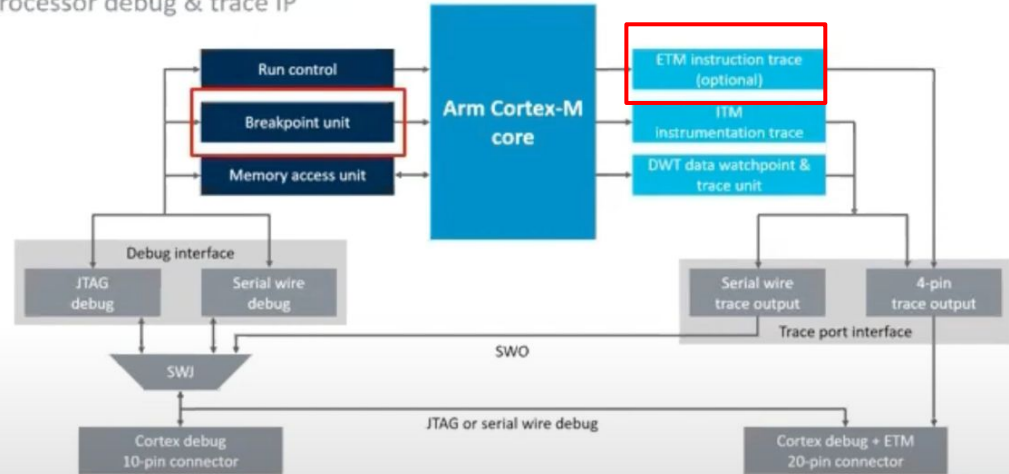 rocessor debug & trace IP
Run control
Breakpoint unit
Memory access unit
Arm Cortex-M
core
ETM instruction trace
(optional)
ITM
instrumentation trace
DWT data watchpoint &
trace unit
Debug interface
JTAG
debug
Serial wire
debug
Serial wire
trace output
4-pin
trace output
Trace port interface
SWO
SWJ
JTAG or serial wire debug
Cortex debug
10-pin connector
Cortex debug + ETM
20-pin connector